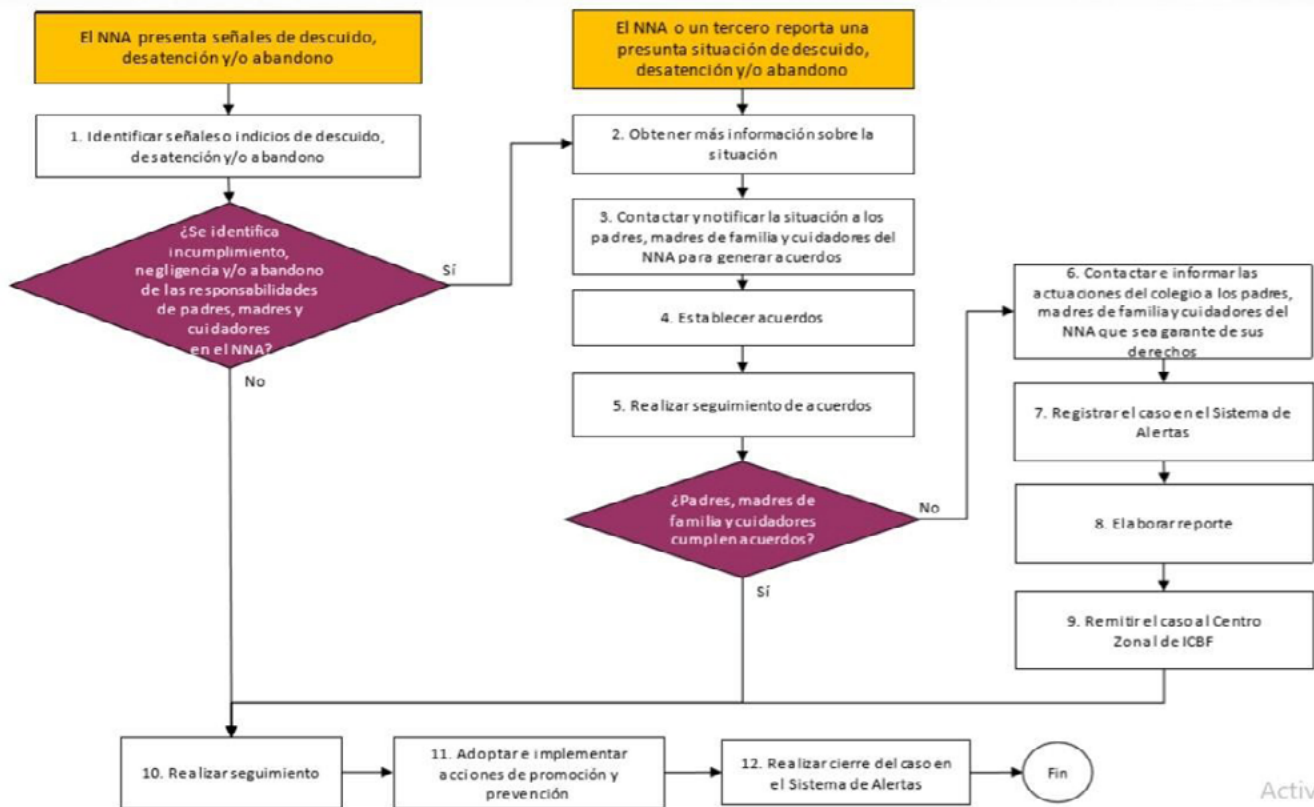 El NNA presenta señales de descuido,
desatención y/o abandono
El NNA o un tercero reporta una
presunta situación de descuido,
desatención y/o abandono
1. Identificar señales o indicios de descuido,
desatención y/o abandono
2. Obtener más información sobre la
situación
¿Se identifica
incumplimiento,
negligencia y/o abandono
de las responsabilidades
de padres, madres y
cuidadores
en el NNA?
Sí
No
3. Contactar y notificar la situación a los
padres, madres de familia y cuidadores del
NNA para generar acuerdos
4. Establecer acuerdos
5. Realizar seguimiento de acuerdos
¿Padres, madres de
familia y cuidadores
cumplen acuerdos?
No
Sí
6. Contactar e informar las
actuaciones del colegio a los padres,
madres de familia y cuidadores del
NNA que sea garante de sus
derechos
7. Registrar el caso en el Sistema de
Alertas
8. Elaborar reporte
9. Remitir el caso al Centro
Zonal de ICBF
10. Realizar seguimiento
11. Adoptar e implementar
acciones de promoción y
prevención
12. Realizar cierre del caso en
el Sistema de Alertas
Fin
Activ